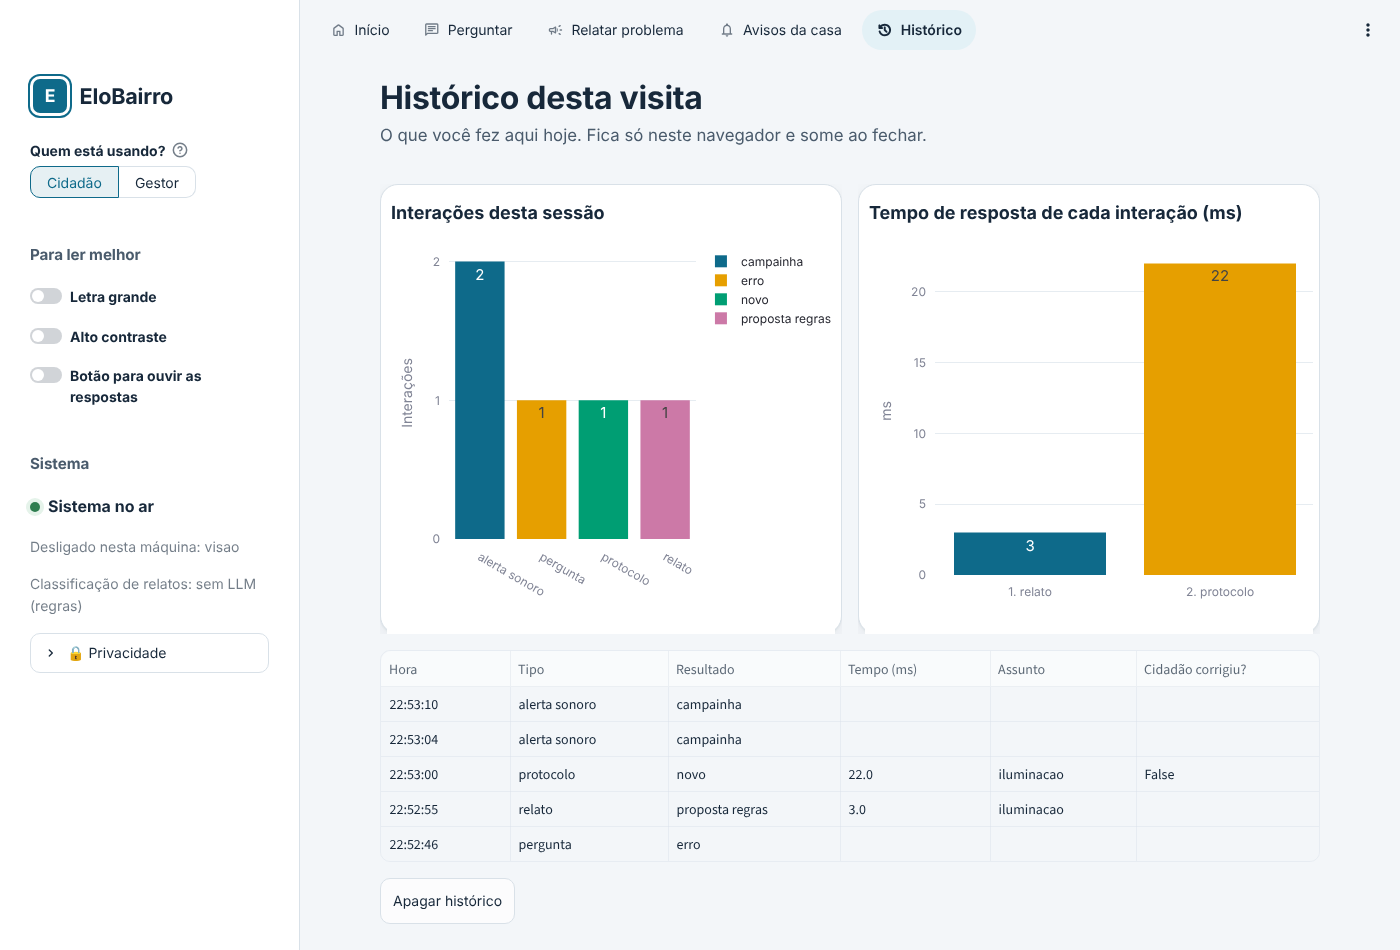 Início
Perguntar
Relatar problema
Avisos da casa
Histórico
E
EloBairro
Quem está usando?
Cidadão
Gestor
Para ler melhor
Letra grande
Alto contraste
Botão para ouvir as
respostas
Sistema
Sistema no ar
Desligado nesta máquina: visao
Classificação de relatos: sem LLM
(regras)
🔒 Privacidade
Histórico desta visita
O que você fez aqui hoje. Fica só neste navegador e some ao fechar.
Interações desta sessão
Interações
2
1
0
2
1
1
1
alerta sonoro
pergunta
protocolo
relato
campainha
erro
novo
proposta regras
Tempo de resposta de cada interação (ms)
ms
20
15
10
5
0
3
22
1. relato
2. protocolo
Hora Tipo Resultado Tempo (ms) Assunto Cidadão corrigiu?
22:53:10 alerta sonoro campainha
22:53:04 alerta sonoro campainha
22:53:00 protocolo novo 22.0 iluminacao False
22:52:55 relato proposta regras 3.0 iluminacao
22:52:46 pergunta erro
Apagar histórico